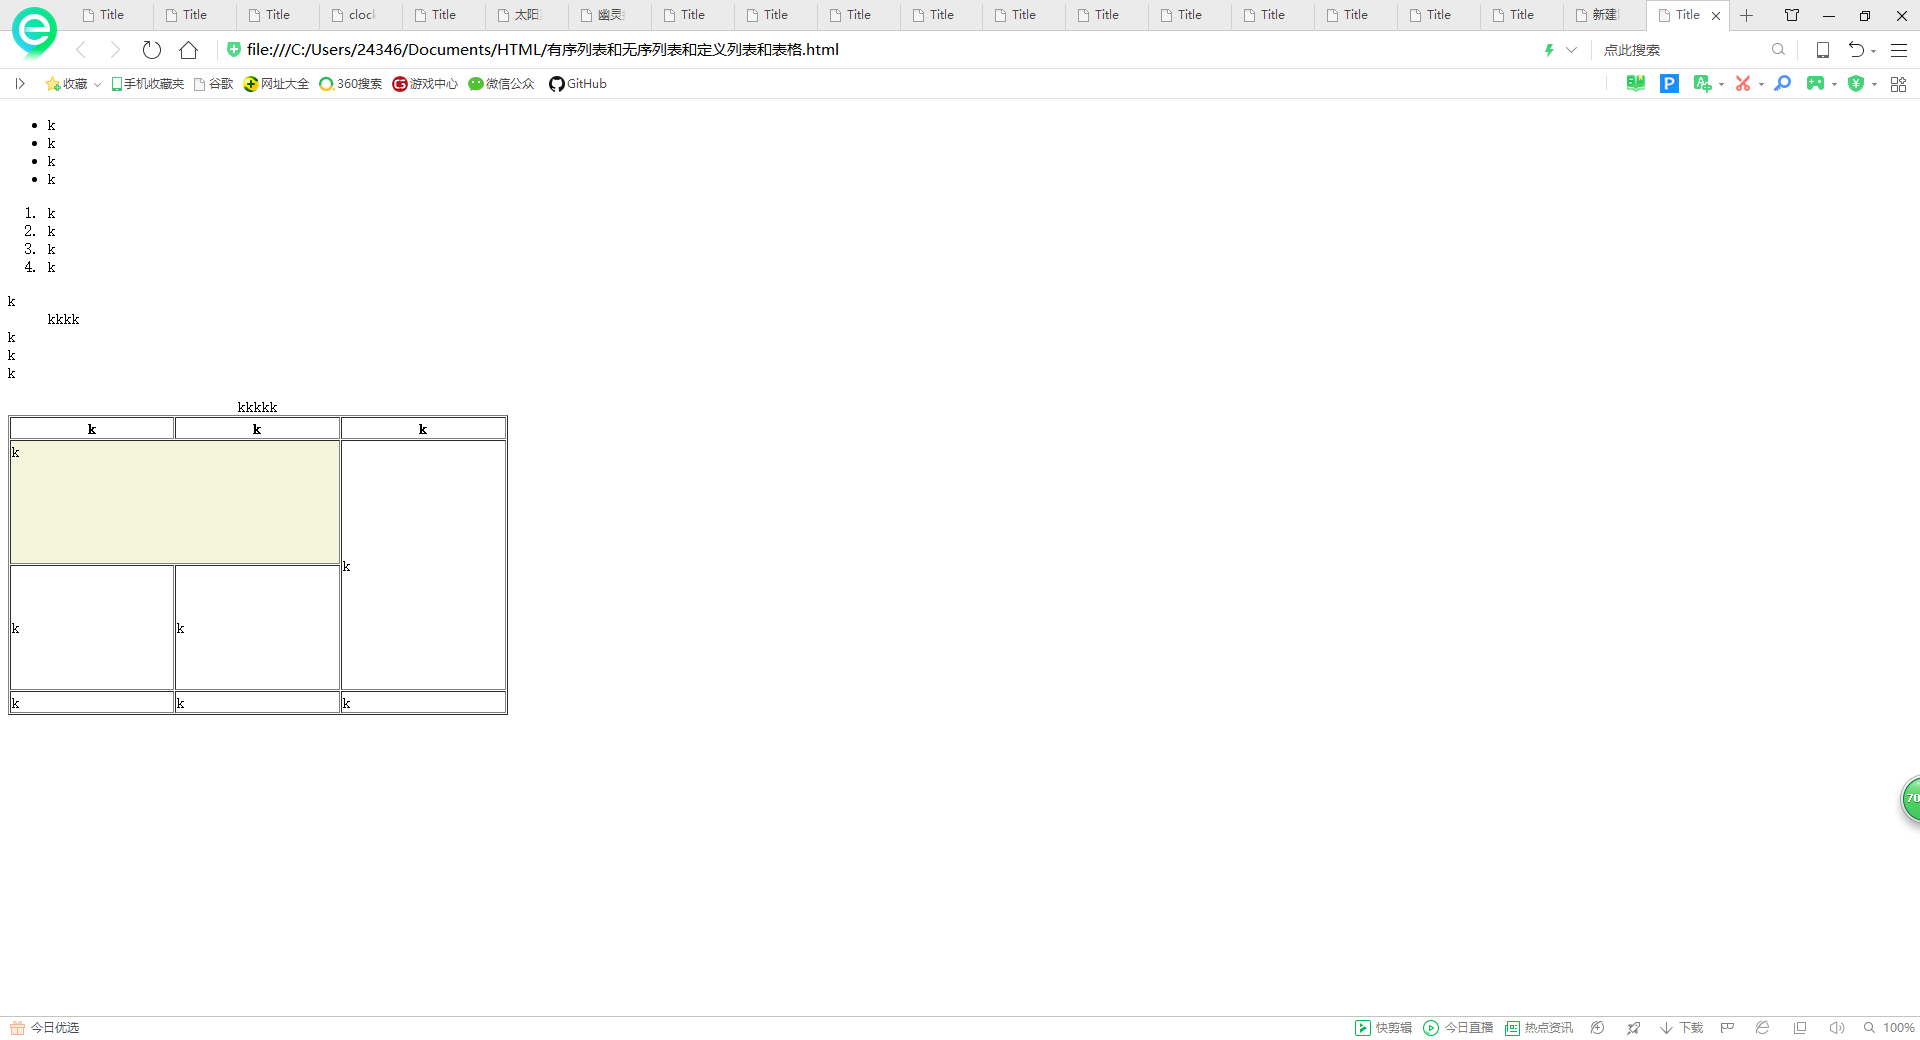 Title Title Title cloc Title 太阳 幽灵 Title Title Title Title Title Title Title Title Title Title Title 新建 Title
file:///C:/Users/24346/Documents/HTML/有序列表和无序列表和定义列表和表格.html 点此搜索
收藏 手机收藏夹 谷歌 网址大全 360搜索 游戏中心 微信公众 GitHub
k
k
k
k
1. k
2. k
3. k
4. k
k
kkkk
k
k
k
kkkkk
k k k
k
k
k k
k k k
70
今日优选 快剪辑 今日直播 热点资讯 下载 100%